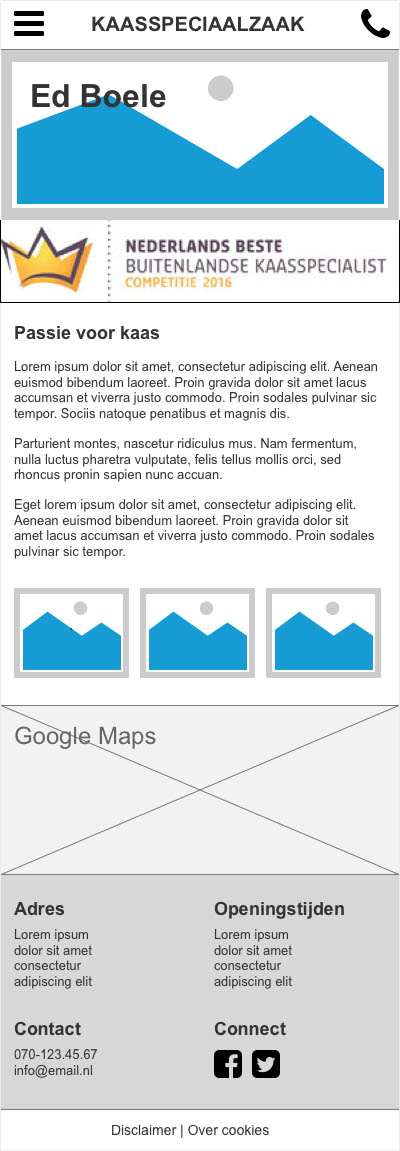 KAASSPECIAALZAAK
Ed Boele
NEDERLANDS BESTE
BUITENLANDSE KAASSPECIALIST
COMPETITIE 2016
Passie voor kaas
Lorem ipsum dolor sit amet, consectetur adipiscing elit. Aenean
euismod bibendum laoreet. Proin gravida dolor sit amet lacus
accumsan et viverra justo commodo. Proin sodales pulvinar sic
tempor. Sociis natoque penatibus et magnis dis.
Parturient montes, nascetur ridiculus mus. Nam fermentum,
nulla luctus pharetra vulputate, felis tellus mollis orci, sed
rhoncus pronin sapien nunc accuan.
Eget lorem ipsum dolor sit amet, consectetur adipiscing elit.
Aenean euismod bibendum laoreet. Proin gravida dolor sit
amet lacus accumsan et viverra justo commodo. Proin sodales
pulvinar sic tempor.
Google Maps
Adres
Lorem ipsum
dolor sit amet
consectetur
adipiscing elit
Openingstijden
Lorem ipsum
dolor sit amet
consectetur
adipiscing elit
Contact
070-123.45.67
info@email.nl
Connect
Disclaimer | Over cookies